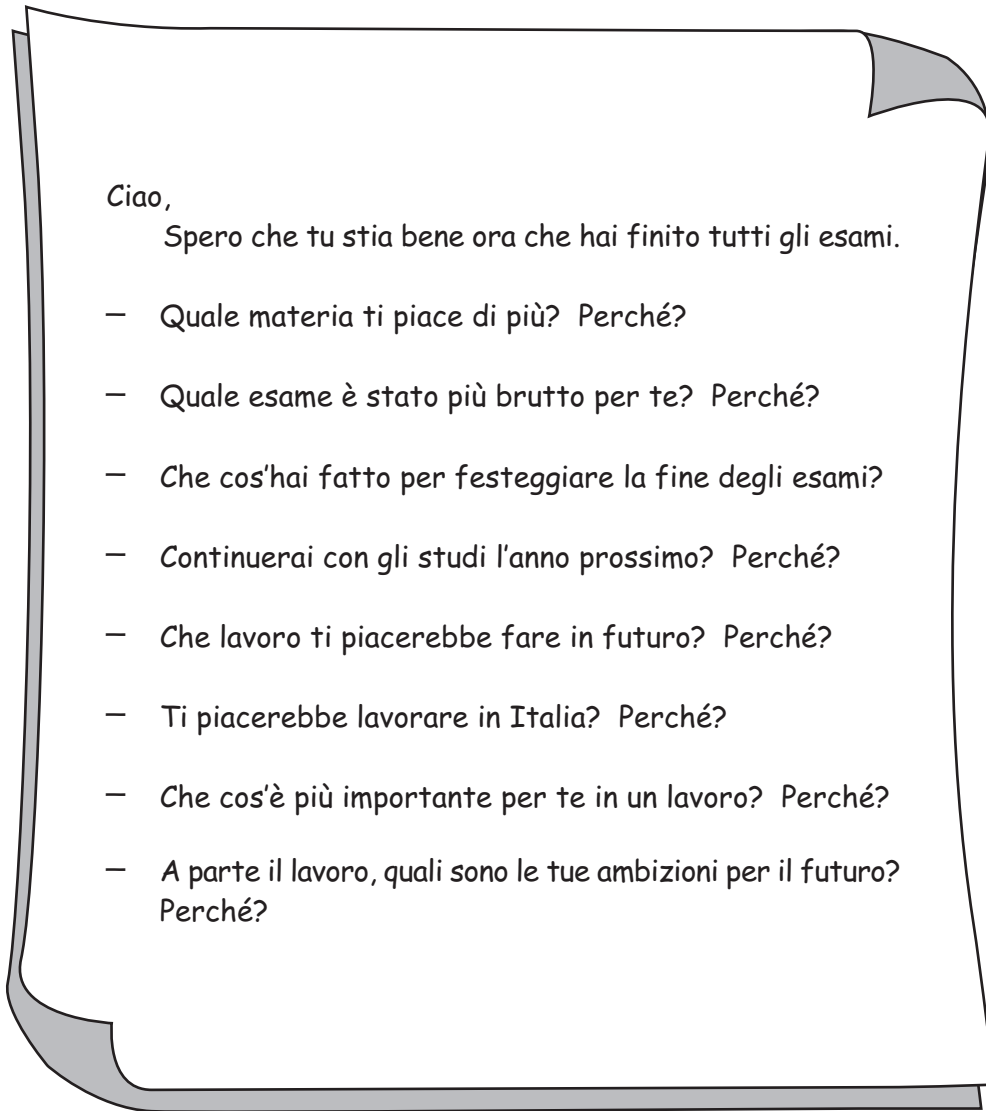 Ciao,
Spero che tu stia bene ora che hai finito tutti gli esami.
– Quale materia ti piace di più? Perché?
– Quale esame è stato più brutto per te? Perché?
– Che cos'hai fatto per festeggiare la fine degli esami?
– Continuerai con gli studi l'anno prossimo? Perché?
– Che lavoro ti piacerebbe fare in futuro? Perché?
– Ti piacerebbe lavorare in Italia? Perché?
– Che cos'è più importante per te in un lavoro? Perché?
– A parte il lavoro, quali sono le tue ambizioni per il futuro?
Perché?